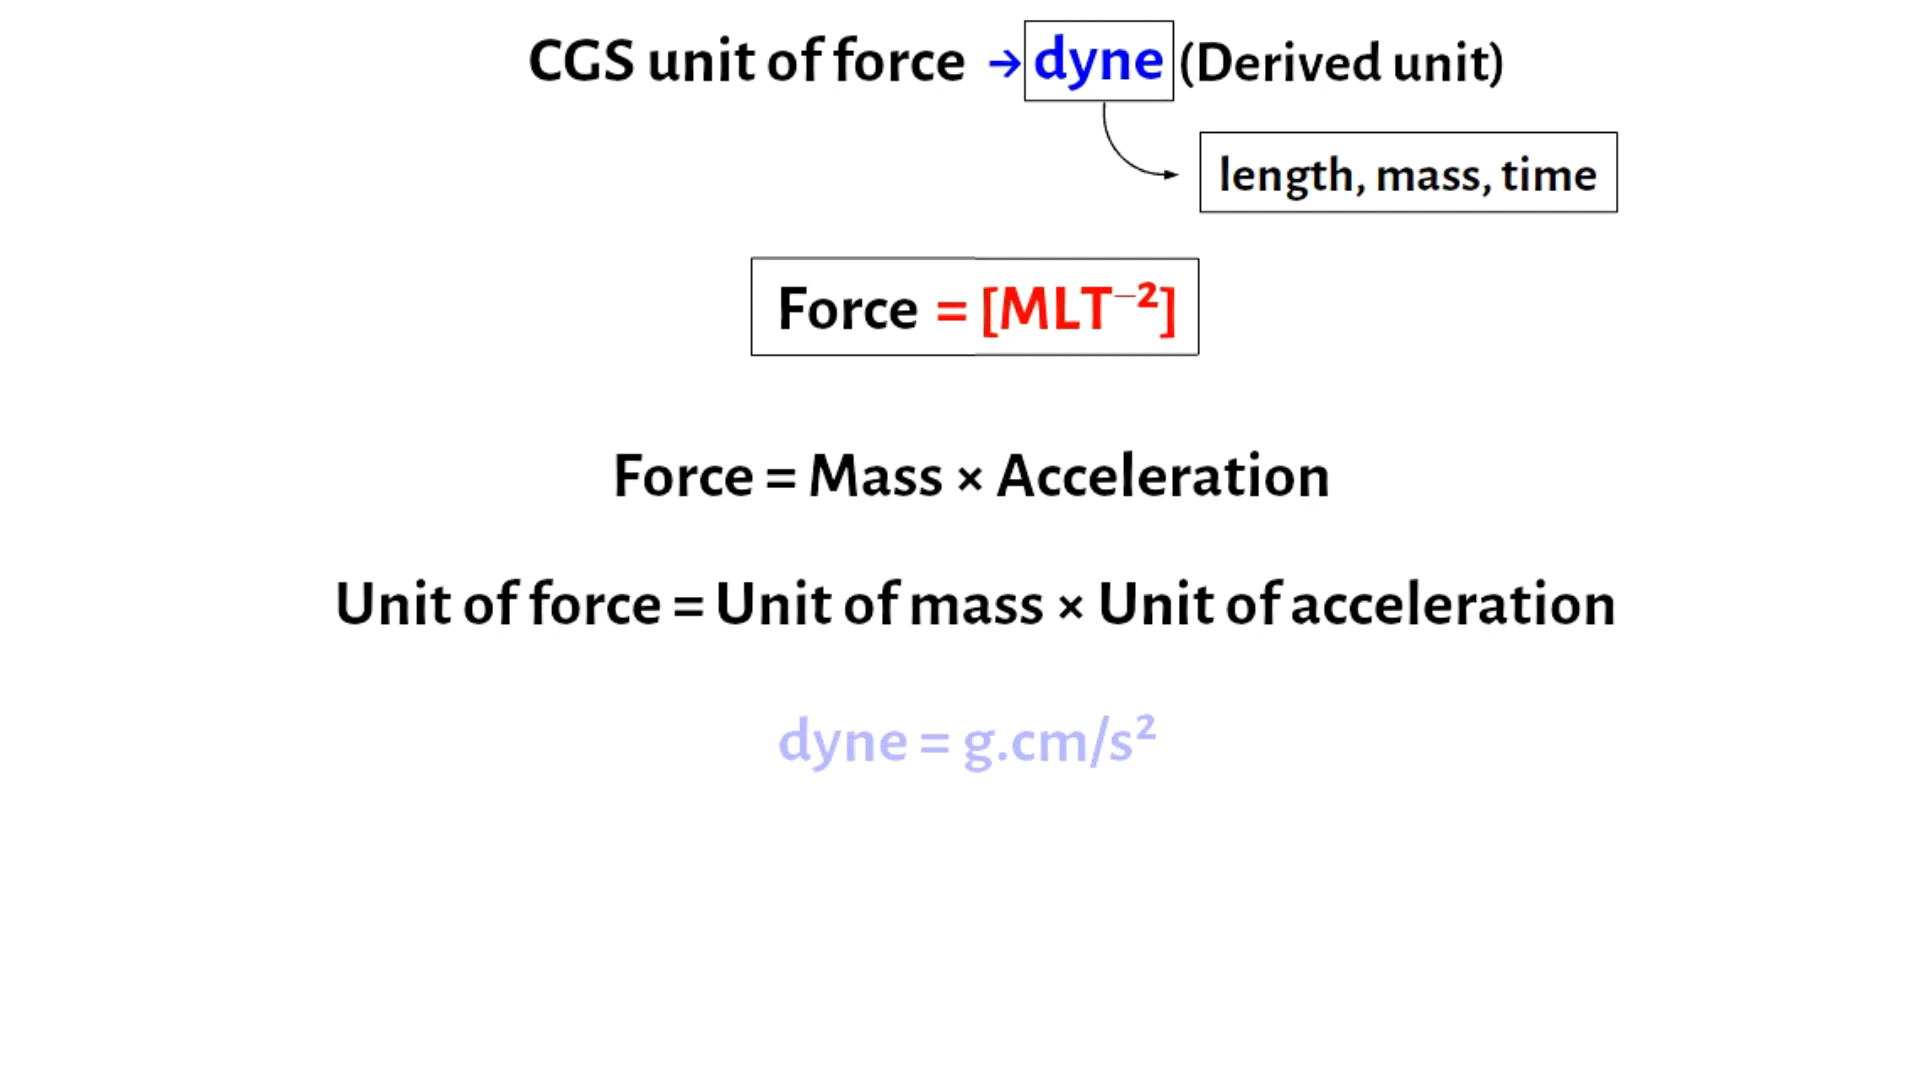 CGS unit of force → dyne (Derived unit)
length, mass, time
Force = [MLT⁻²]
Force = Mass × Acceleration
Unit of force = Unit of mass × Unit of acceleration
dyne = g.cm/s²